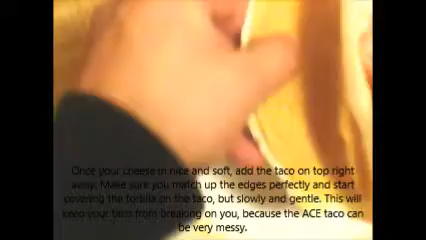 Once your cheese in nice and soft, add the taco on top right
away. Make sure you match up the edges perfectly and start
covering the tortilla on the taco, but slowly and gentle. This will
keep your taco from breaking on you, because the ACE taco can
be very messy.